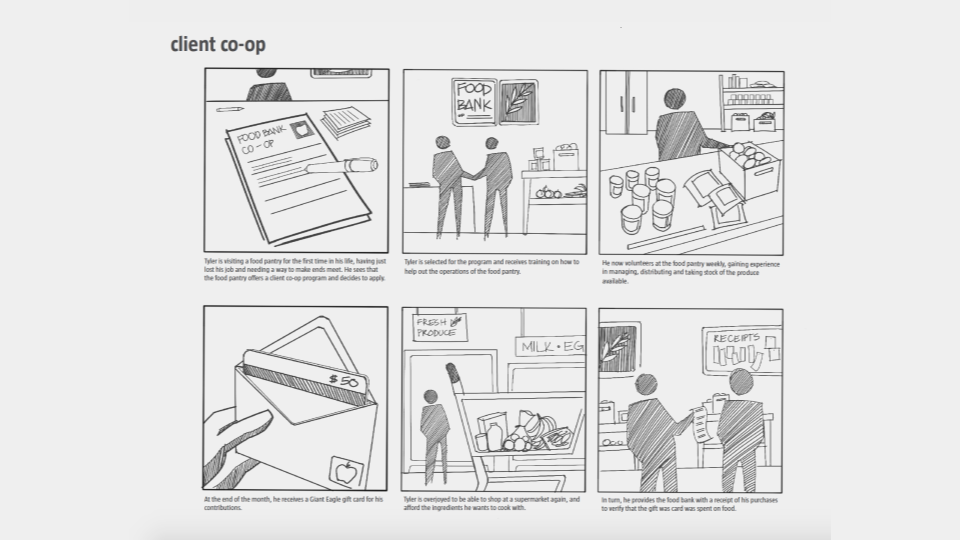 client co-op
FOOD BANK
CO-OP
FOOD
BANK
Tyler is visiting a food pantry for the first time in his life, having just
lost his job and needing a way to make ends meet. He sees that
the food pantry offers a client co-op program and decides to apply.
Tyler is selected for the program and receives training on how to
help out the operations of the food pantry.
He now volunteers at the food pantry weekly, gaining experience
in managing, distributing and taking stock of the produce
available.
$50
FRESH
PRODUCE
MILK • EG
RECEIPTS
At the end of the month, he receives a Giant Eagle gift card for his
contributions.
Tyler is overjoyed to be able to shop at a supermarket again, and
afford the ingredients he wants to cook with.
In turn, he provides the food bank with a receipt of his purchases
to verify that the gift was card was spent on food.